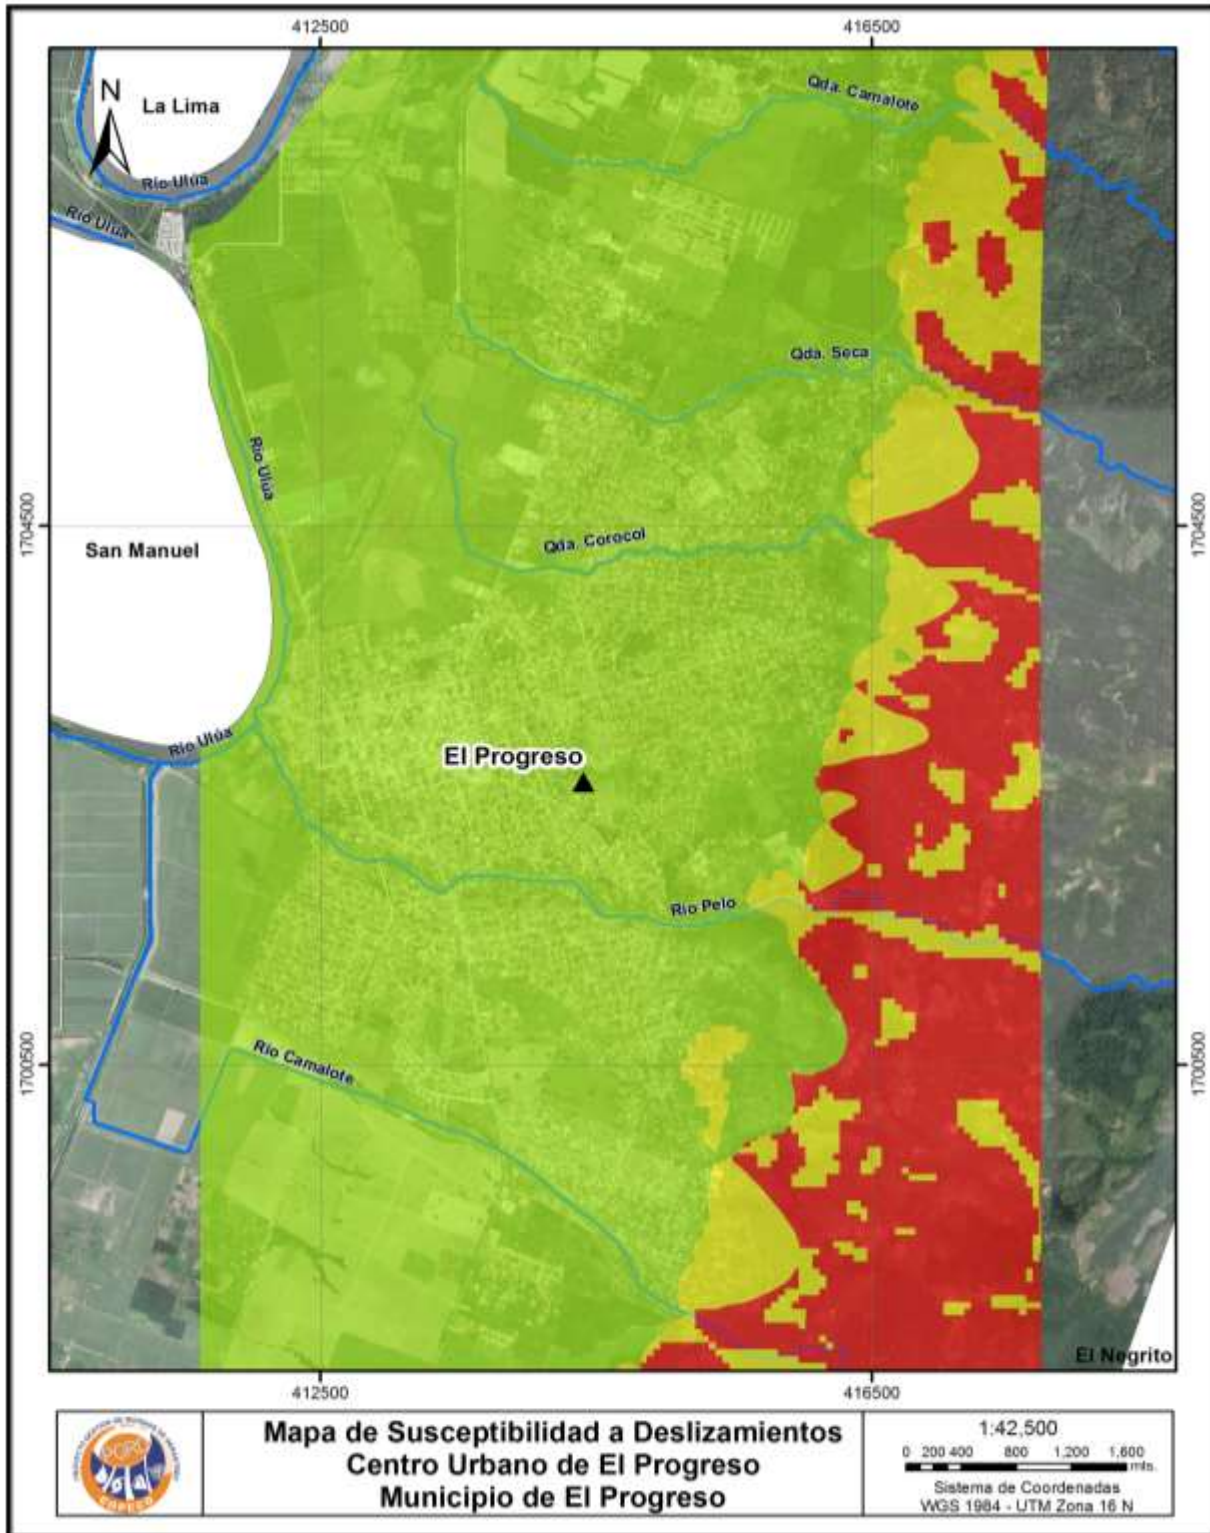 412500
416500
N
La Lima
Qda. Camalote
Río Ulúa
Río Ulúa
Qda. Seca
Río Ulúa
1704500
1704500
San Manuel
Qda. Corocol
Río Ulúa
El Progreso
Río Pelo
Río Camalote
1700500
1700500
El Negrito
412500
416500
Mapa de Susceptibilidad a Deslizamientos
Centro Urbano de El Progreso
Municipio de El Progreso
1:42,500
0 200 400 800 1,200 1,600
mts.
Sistema de Coordenadas
WGS 1984 - UTM Zona 16 N
COPECO